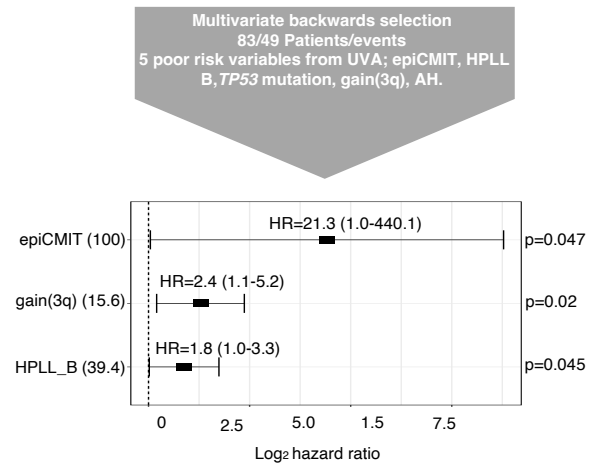 Multivariate backwards selection
83/49 Patients/events
5 poor risk variables from UVA; epiCMIT, HPLL
B,TP53 mutation, gain(3q), AH.
HR=21.3 (1.0-440.1)
epiCMIT (100)
p=0.047
HR=2.4 (1.1-5.2)
gain(3q) (15.6)
p=0.02
HR=1.8 (1.0-3.3)
HPLL_B (39.4)
p=0.045
0 2.5 5.0 1.5 7.5
Log2 hazard ratio